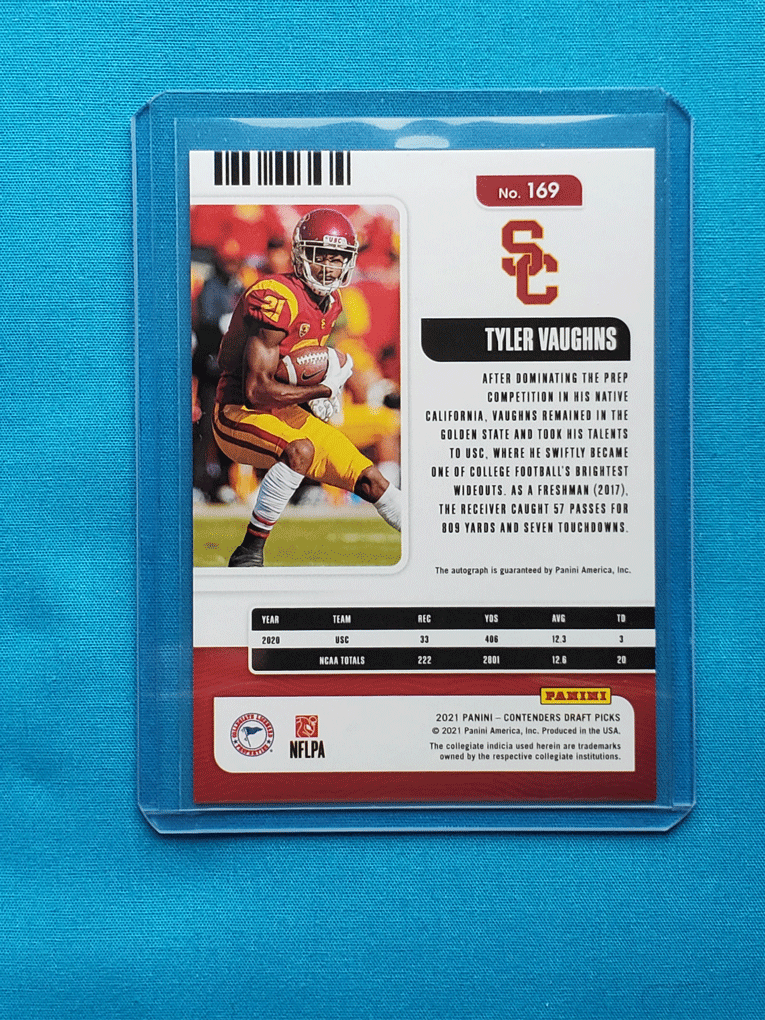 No. 169
SC
TYLER VAUGHNS
USC
21
AFTER DOMINATING THE PREP
COMPETITION IN HIS NATIVE
CALIFORNIA, VAUGHNS REMAINED IN THE
GOLDEN STATE AND TOOK HIS TALENTS
TO USC, WHERE HE SWIFTLY BECAME
ONE OF COLLEGE FOOTBALL'S BRIGHTEST
WIDEOUTS. AS A FRESHMAN (2017),
THE RECEIVER CAUGHT 57 PASSES FOR
809 YARDS AND SEVEN TOUCHDOWNS.
The autograph is guaranteed by Panini America, Inc.
YEAR TEAM REC YDS AVG TD
2020 USC 33 406 12.3 3
NCAA TOTALS 222 2801 12.6 20
PANINI
2021 PANINI – CONTENDERS DRAFT PICKS
© 2021 Panini America, Inc. Produced in the USA.
The collegiate indicia used herein are trademarks
owned by the respective collegiate institutions.
NFLPA